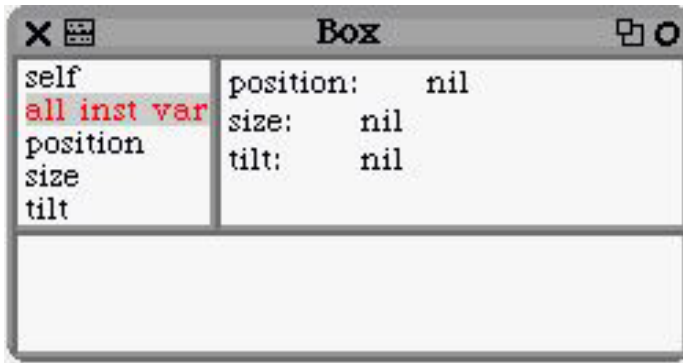 Box
self
all inst var
position
size
tilt
position: nil
size: nil
tilt: nil